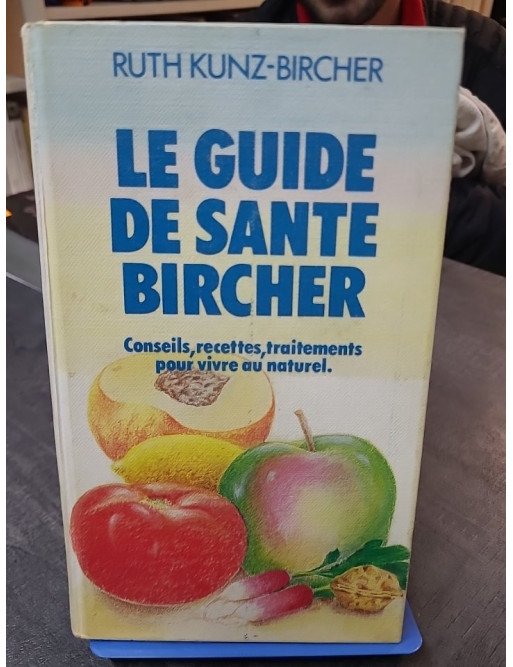 RUTH KUNZ-BIRCHER
LE GUIDE
DE SANTE
BIRCHER
Conseils,recettes,traitements
pour vivre au naturel.